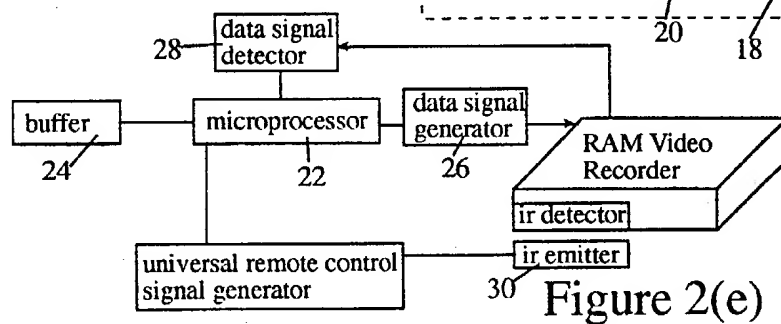 20
18
28
data signal
detector
buffer
24
microprocessor
22
data signal
generator
26
RAM Video
Recorder
ir detector
universal remote control
signal generator
ir emitter
30
Figure 2(e)